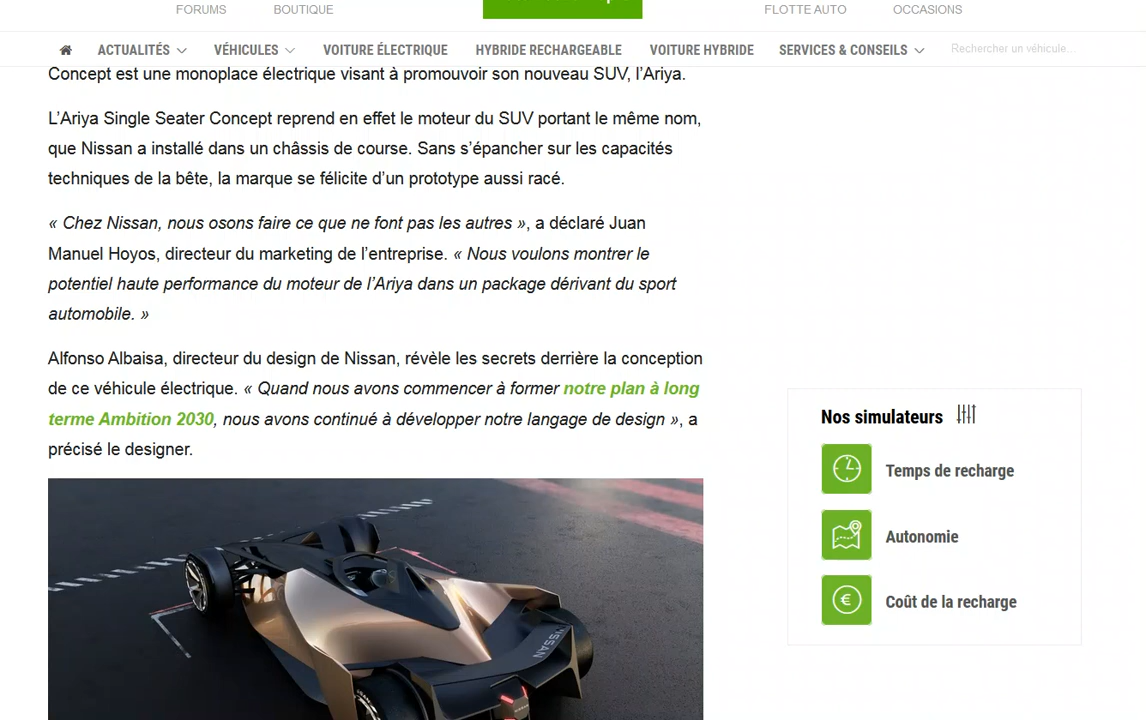 FORUMS
BOUTIQUE
FLOTTE AUTO
OCCASIONS
ACTUALITÉS
VÉHICULES
VOITURE ÉLECTRIQUE
HYBRIDE RECHARGEABLE
VOITURE HYBRIDE
SERVICES & CONSEILS
Rechercher un véhicule...
Concept est une monoplace électrique visant à promouvoir son nouveau SUV, l’Ariya.
L’Ariya Single Seater Concept reprend en effet le moteur du SUV portant le même nom,
que Nissan a installé dans un châssis de course. Sans s’épancher sur les capacités
techniques de la bête, la marque se félicite d’un prototype aussi racé.
« Chez Nissan, nous osons faire ce que ne font pas les autres », a déclaré Juan
Manuel Hoyos, directeur du marketing de l’entreprise. « Nous voulons montrer le
potentiel haute performance du moteur de l’Ariya dans un package dérivant du sport
automobile. »
Alfonso Albaisa, directeur du design de Nissan, révèle les secrets derrière la conception
de ce véhicule électrique. « Quand nous avons commencer à former notre plan à long
terme Ambition 2030, nous avons continué à développer notre langage de design », a
précisé le designer.
NISSAN
Nos simulateurs
Temps de recharge
Autonomie
Coût de la recharge